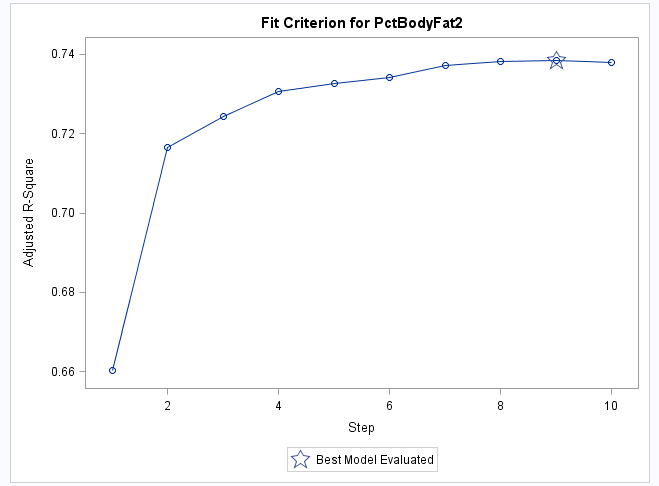 Fit Criterion for PctBodyFat2
0.74
0.72
0.70
0.68
0.66
Adjusted R-Square
2 4 6 8 10
Step
Best Model Evaluated